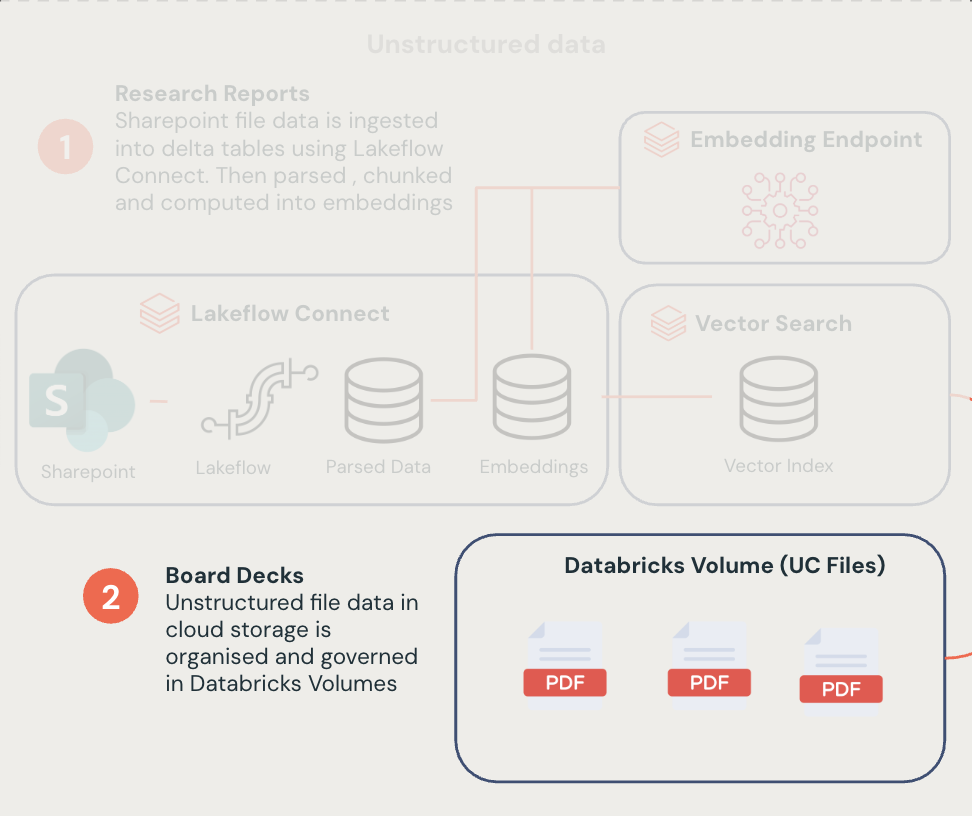 Unstructured data
1
Research Reports
Sharepoint file data is ingested
into delta tables using Lakeflow
Connect. Then parsed , chunked
and computed into embeddings
Embedding Endpoint
Lakeflow Connect
S
Sharepoint
Lakeflow
Parsed Data
Embeddings
Vector Search
Vector Index
2
Board Decks
Unstructured file data in
cloud storage is
organised and governed
in Databricks Volumes
Databricks Volume (UC Files)
PDF
PDF
PDF